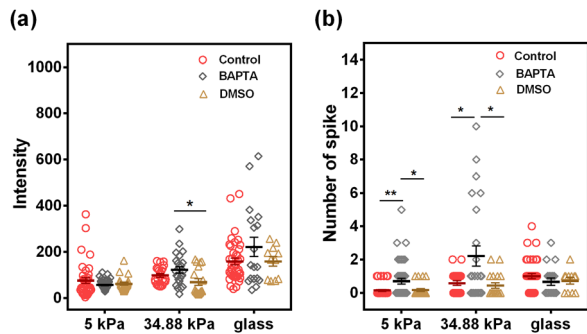 (a)
Intensity
1000
800
600
400
200
0
Control
BAPTA
DMSO
*
5 kPa
34.88 kPa
glass
(b)
Number of spike
14
12
10
8
6
4
2
0
Control
BAPTA
DMSO
**
*
*
*
5 kPa
34.88 kPa
glass